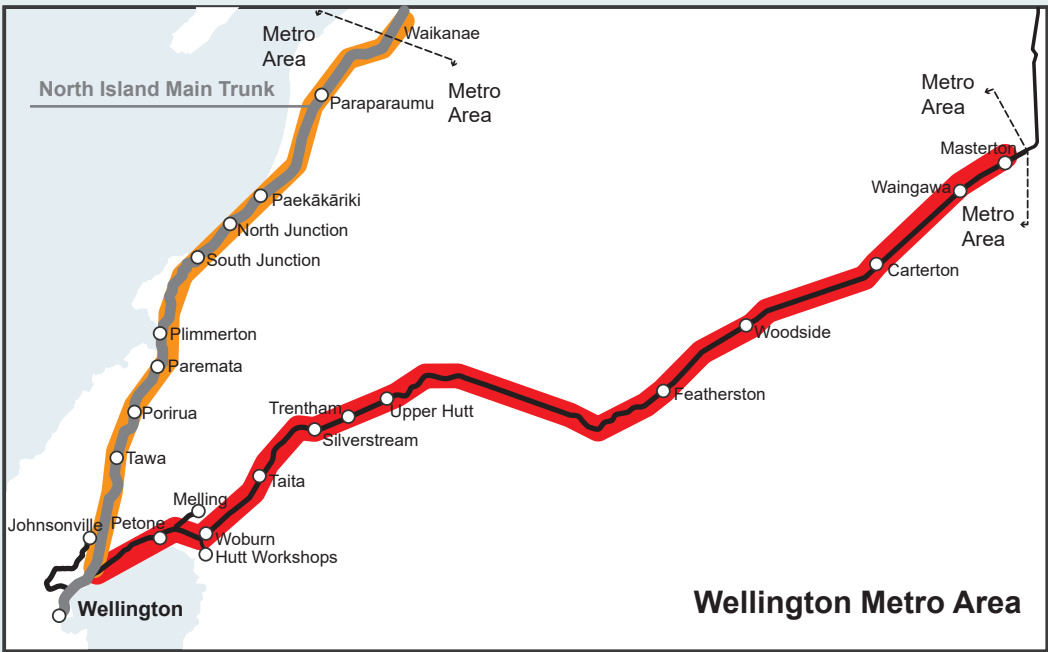 Metro
Area
Waikanae
Metro
Area
North Island Main Trunk
Paraparaumu
Metro
Area
Masterton
Waingawa
Metro
Area
Paekākāriki
North Junction
South Junction
Carterton
Plimmerton
Woodside
Paremata
Featherston
Porirua
Trentham
Upper Hutt
Silverstream
Tawa
Taita
Melling
Johnsonville
Petone
Woburn
Hutt Workshops
Wellington
Wellington Metro Area